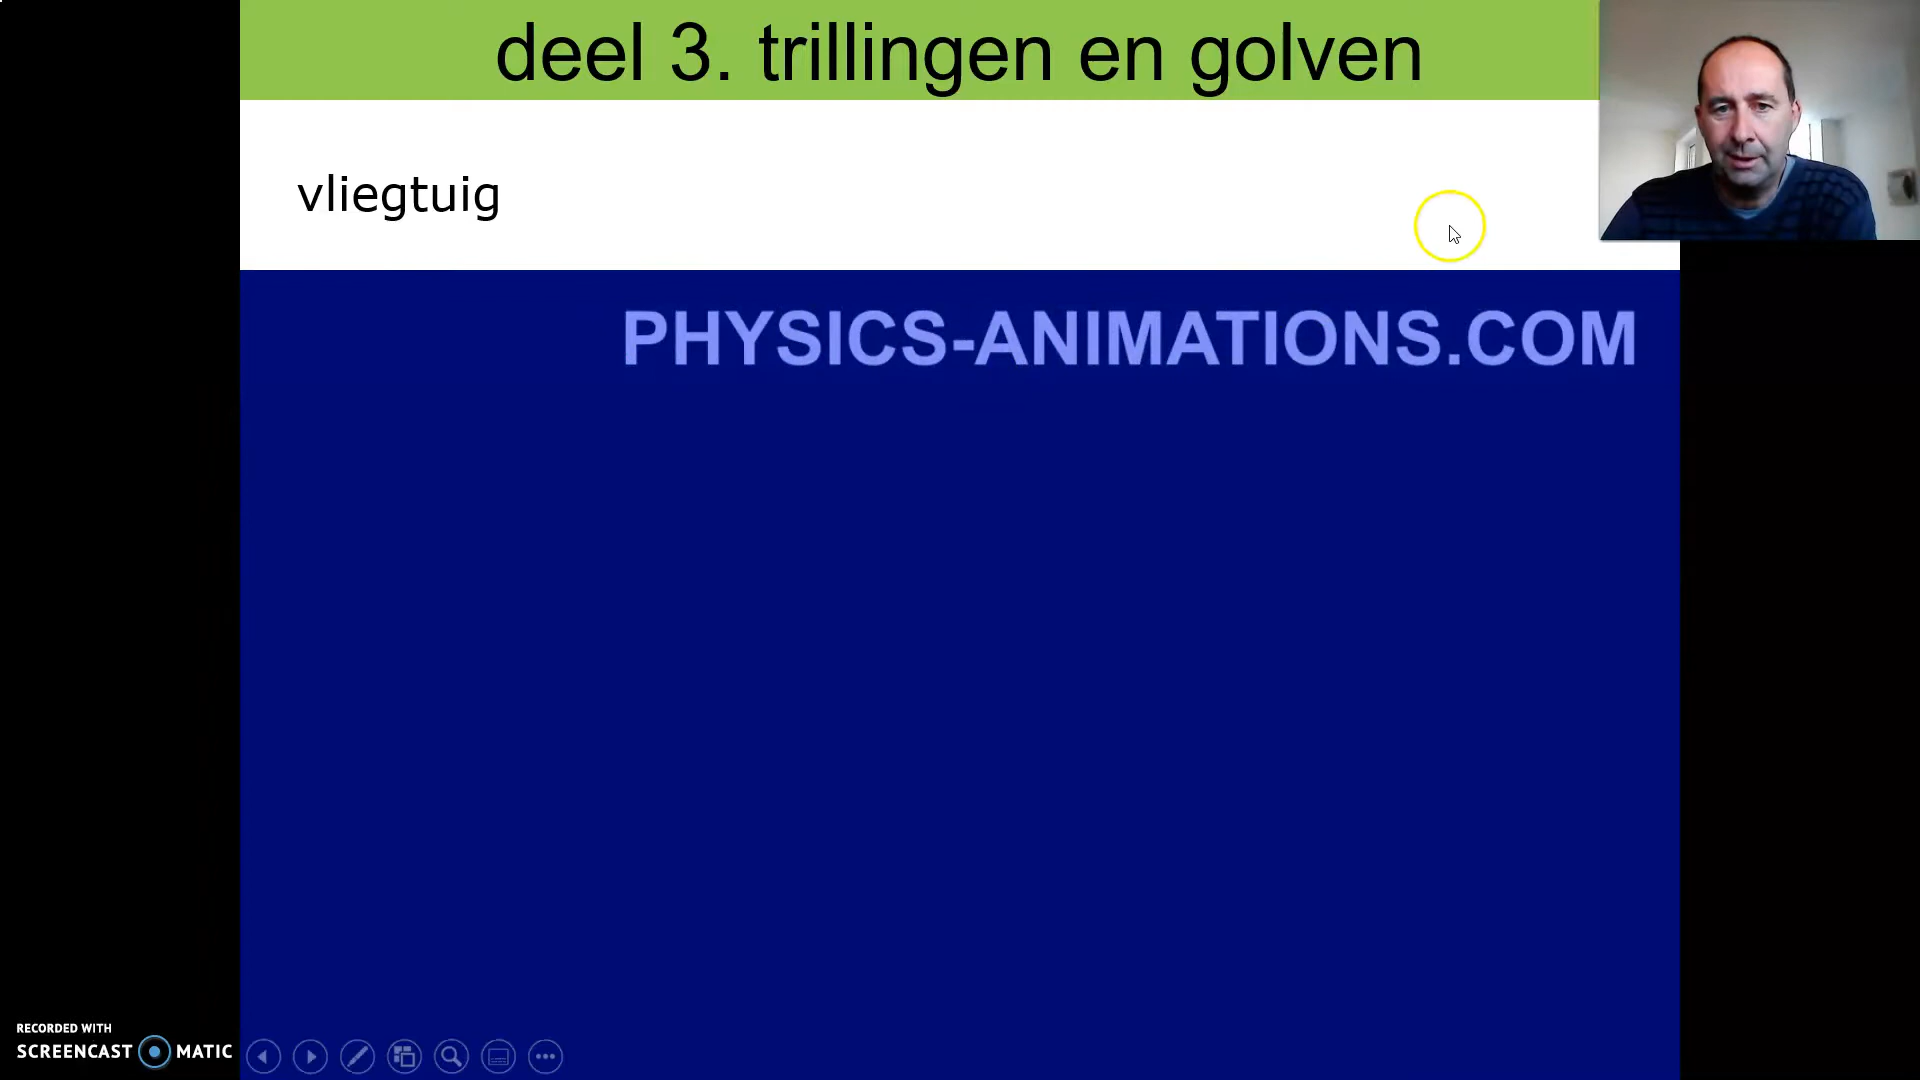 deel 3. trillingen en golven
vliegtuig
PHYSICS-ANIMATIONS.COM
RECORDED WITH
SCREENCAST MATIC